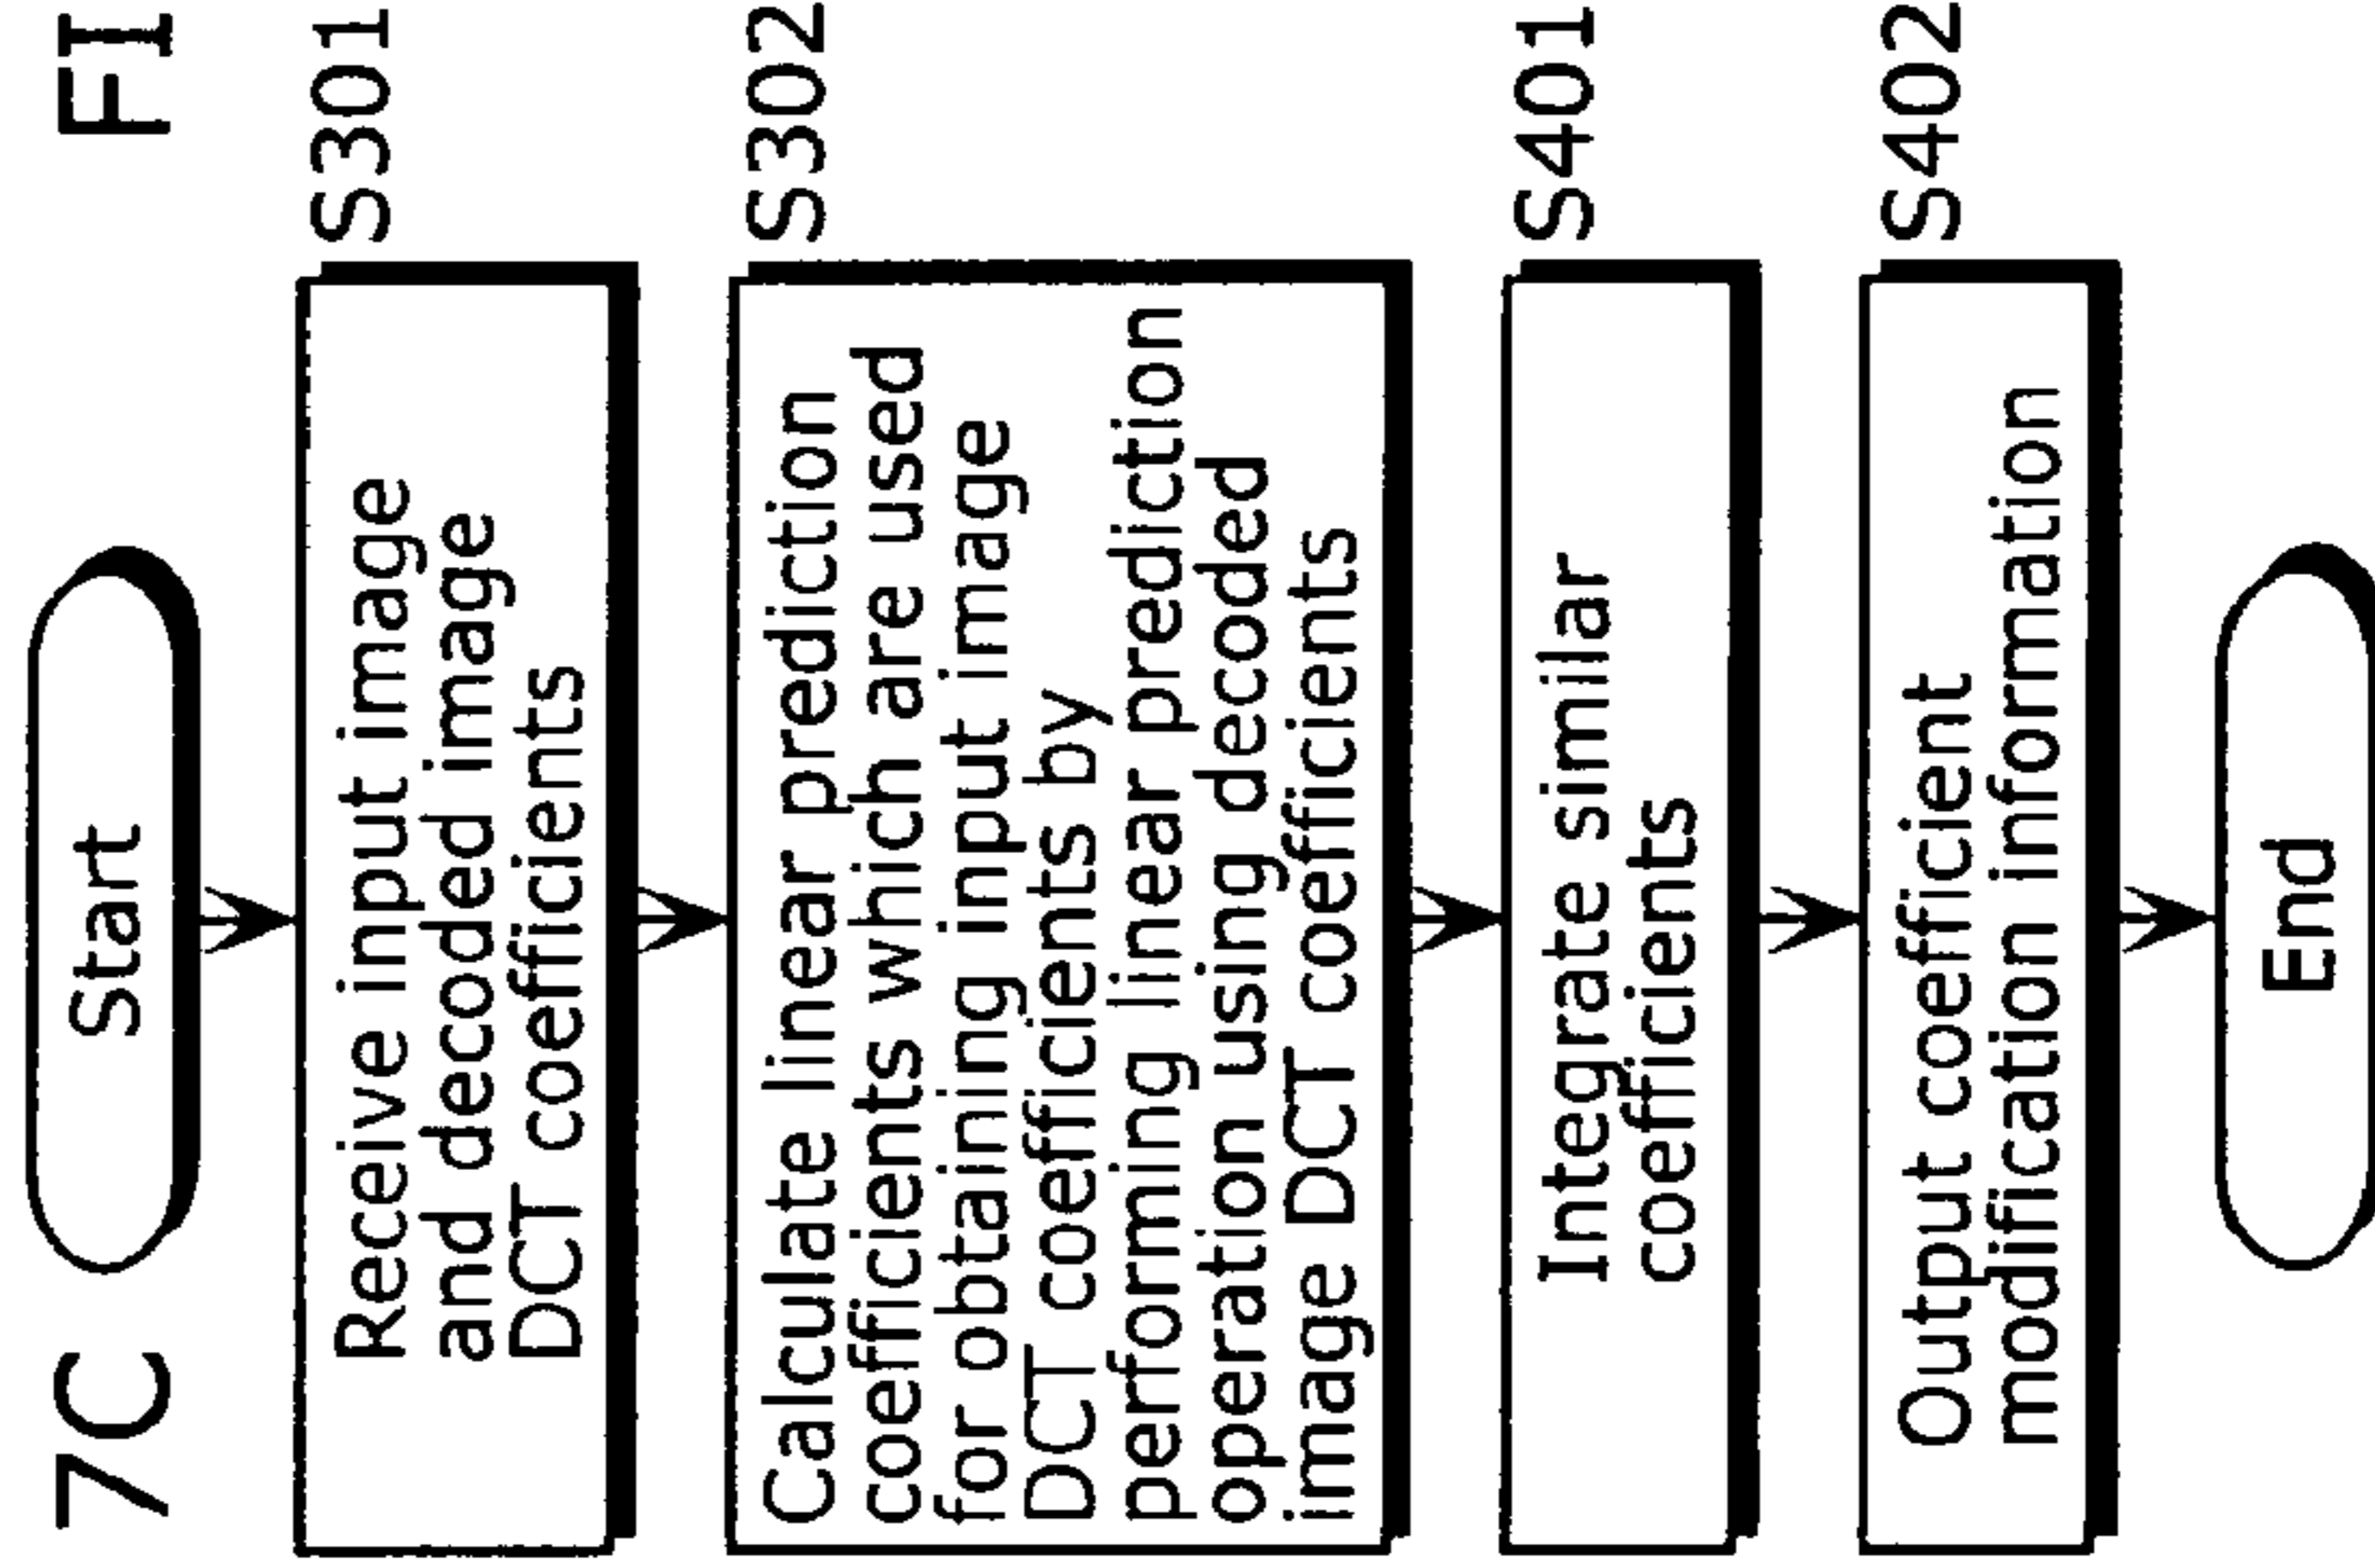 7C
FI
Start
Receive input image
and decoded image
DCT coefficients
S301
Calculate linear prediction
coefficients which are used
for obtaining input image
DCT coefficients by
performing linear prediction
operation using decoded
image DCT coefficients
S302
Integrate similar
coefficients
S401
Output coefficient
modification information
S402
End